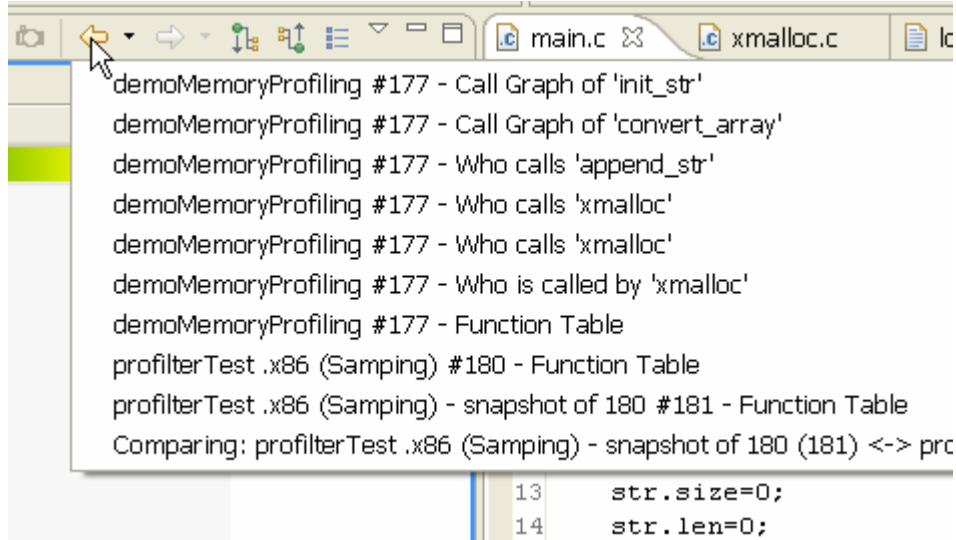 main.c
xmalloc.c
demoMemoryProfiling #177 - Call Graph of 'init_str'
demoMemoryProfiling #177 - Call Graph of 'convert_array'
demoMemoryProfiling #177 - Who calls 'append_str'
demoMemoryProfiling #177 - Who calls 'xmalloc'
demoMemoryProfiling #177 - Who calls 'xmalloc'
demoMemoryProfiling #177 - Who is called by 'xmalloc'
demoMemoryProfiling #177 - Function Table
profilterTest .x86 (Samping) #180 - Function Table
profilterTest .x86 (Samping) - snapshot of 180 #181 - Function Table
Comparing: profilterTest .x86 (Samping) - snapshot of 180 (181) <-> pro
13 str.size=0;
14 str.len=0;